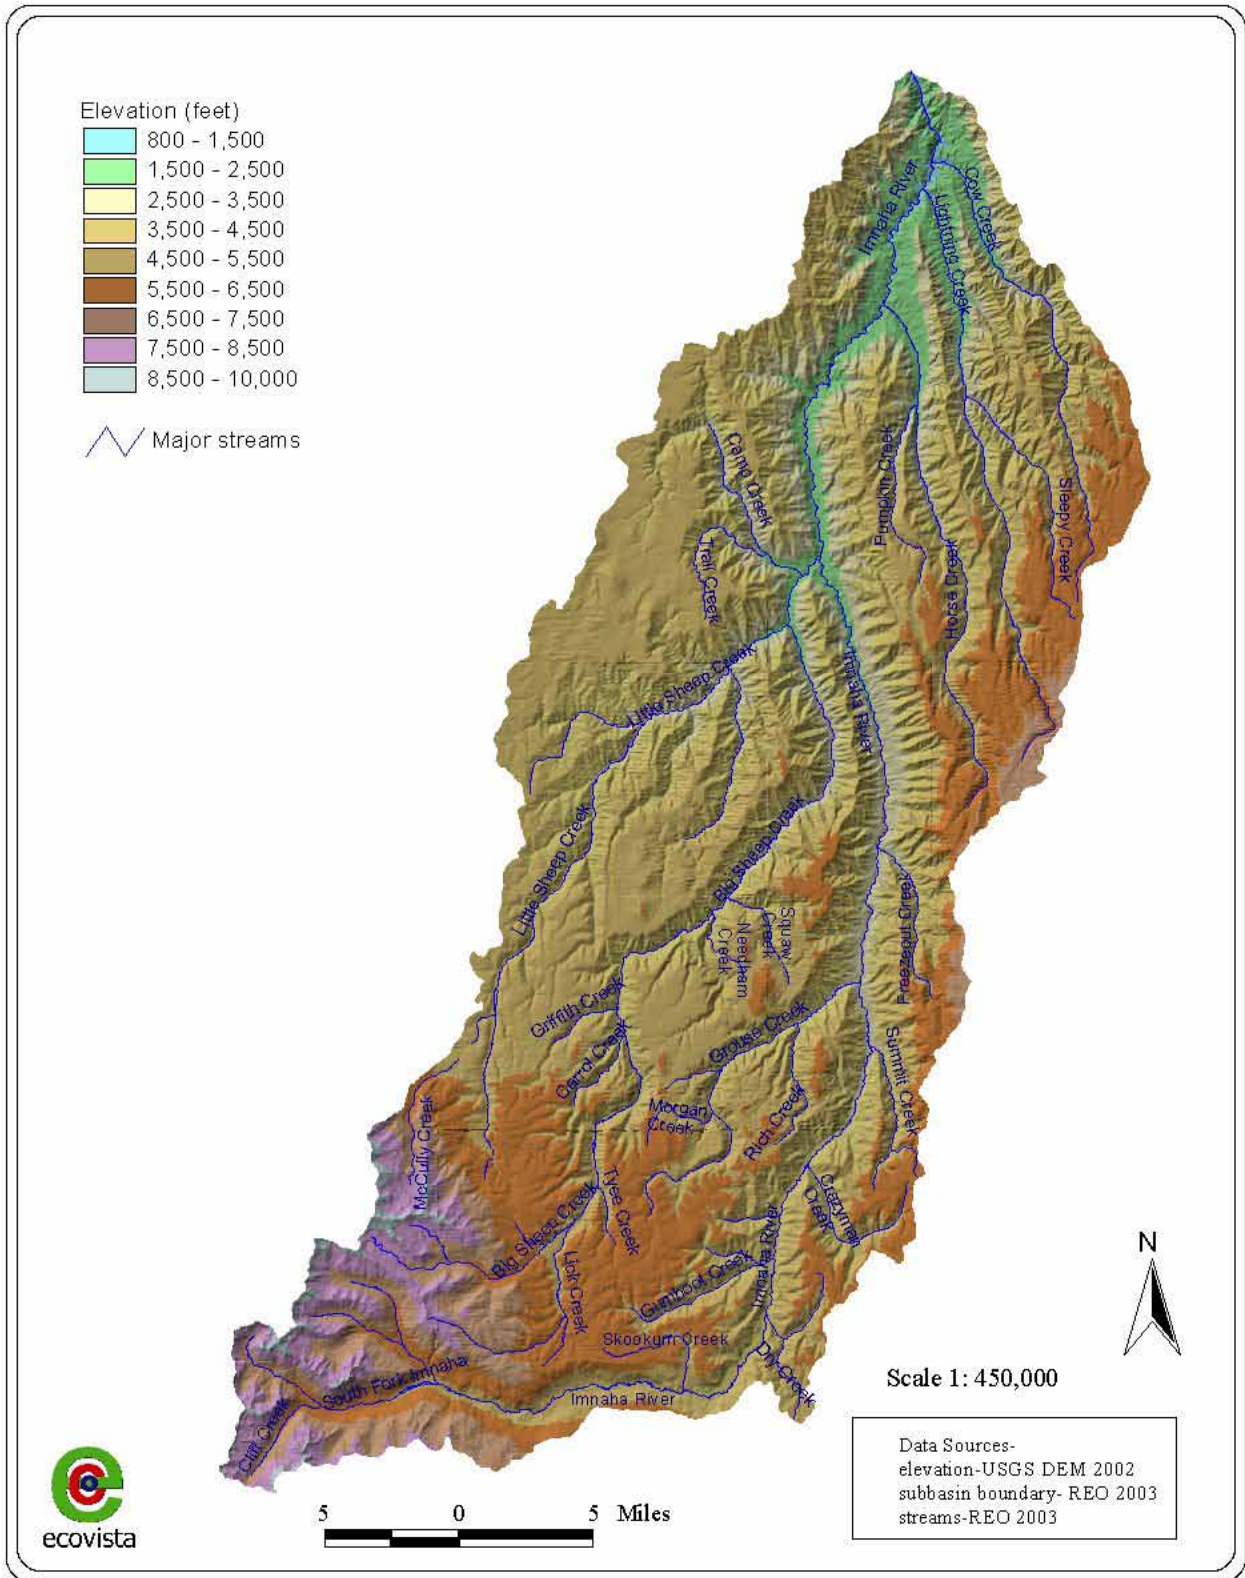 Elevation (feet)
800 - 1,500
1,500 - 2,500
2,500 - 3,500
3,500 - 4,500
4,500 - 5,500
5,500 - 6,500
6,500 - 7,500
7,500 - 8,500
8,500 - 10,000
Major streams
Imnaha River
Cow Creek
Lightning Creek
Camp Creek
Pumpkin Creek
Sleepy Creek
Trail Creek
Horse Creek
Little Sheep Creek
Imnaha River
Little Sheep Creek
Big Sheep Creek
Squaw
Creek
Needham
Creek
Freezeout Creek
Griffith Creek
Carrol Creek
Grouse Creek
Summit Creek
McCully Creek
Morgan
Creek
Rich Creek
Tyee Creek
Crazyman
Creek
Big Sheep Creek
Imnaha River
Lick Creek
Gumboot Creek
Skookum Creek
Dry Creek
South Fork Imnaha
Imnaha River
Cliff Creek
N
Scale 1: 450,000
Data Sources-
elevation-USGS DEM 2002
subbasin boundary- REO 2003
streams-REO 2003
ecovista
5 0 5 Miles